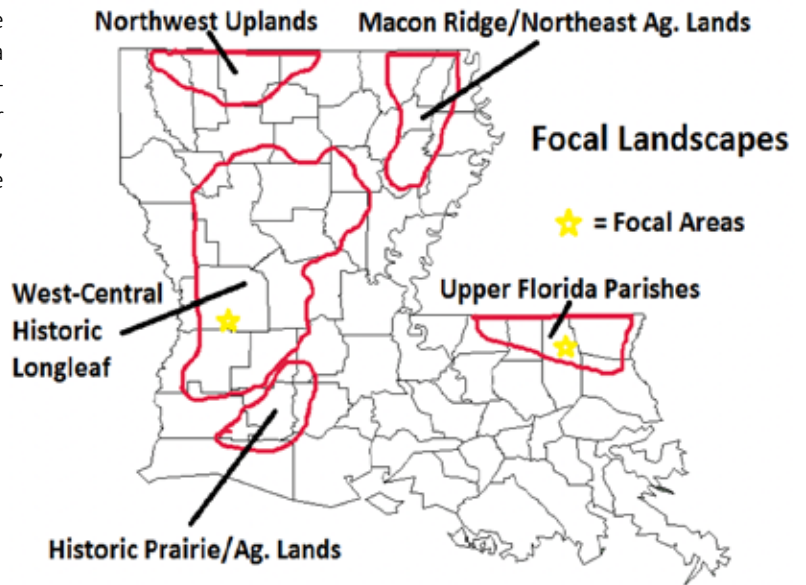 Northwest Uplands
Macon Ridge/Northeast Ag. Lands
Focal Landscapes
= Focal Areas
West-Central
Historic
Longleaf
Upper Florida Parishes
Historic Prairie/Ag. Lands